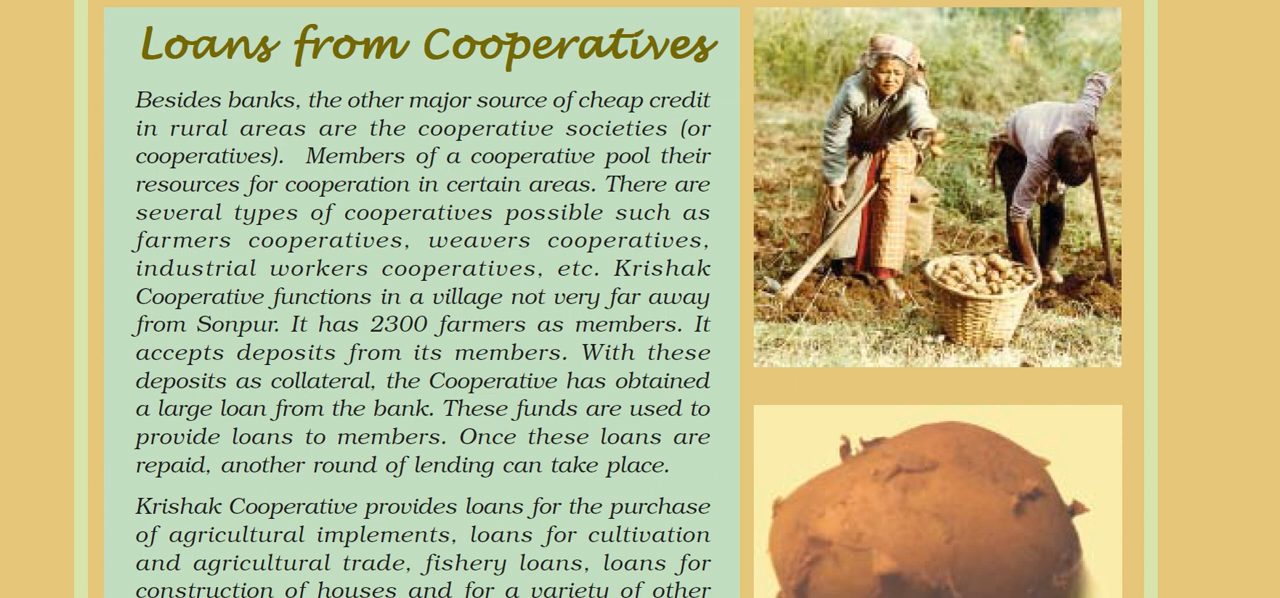 Loans from Cooperatives
Besides banks, the other major source of cheap credit
in rural areas are the cooperative societies (or
cooperatives). Members of a cooperative pool their
resources for cooperation in certain areas. There are
several types of cooperatives possible such as
farmers cooperatives, weavers cooperatives,
industrial workers cooperatives, etc. Krishak
Cooperative functions in a village not very far away
from Sonpur. It has 2300 farmers as members. It
accepts deposits from its members. With these
deposits as collateral, the Cooperative has obtained
a large loan from the bank. These funds are used to
provide loans to members. Once these loans are
repaid, another round of lending can take place.
Krishak Cooperative provides loans for the purchase
of agricultural implements, loans for cultivation
and agricultural trade, fishery loans, loans for
construction of houses and for a variety of other